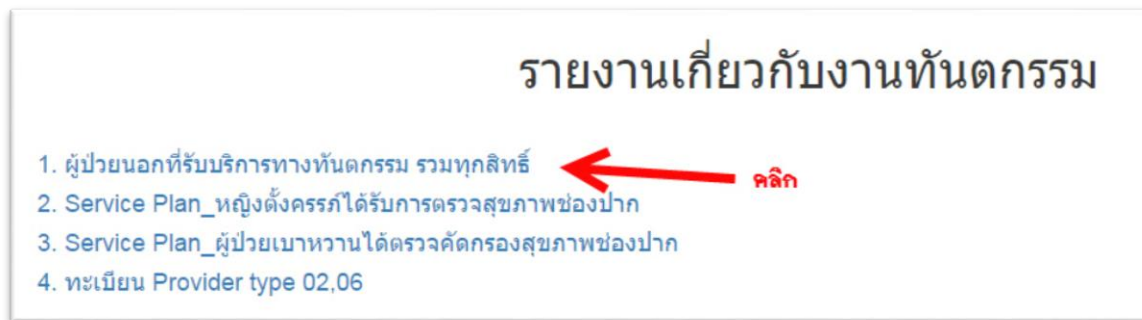 รายงานเกี่ยวกับงานทันตกรรม
1. ผู้ป่วยนอกที่รับบริการทางทันตกรรม รวมทุกสิทธิ์
คลิก
2. Service Plan_หญิงตั้งครรภ์ได้รับการตรวจสุขภาพช่องปาก
3. Service Plan_ผู้ป่วยเบาหวานได้ตรวจคัดกรองสุขภาพช่องปาก
4. ทะเบียน Provider type 02,06